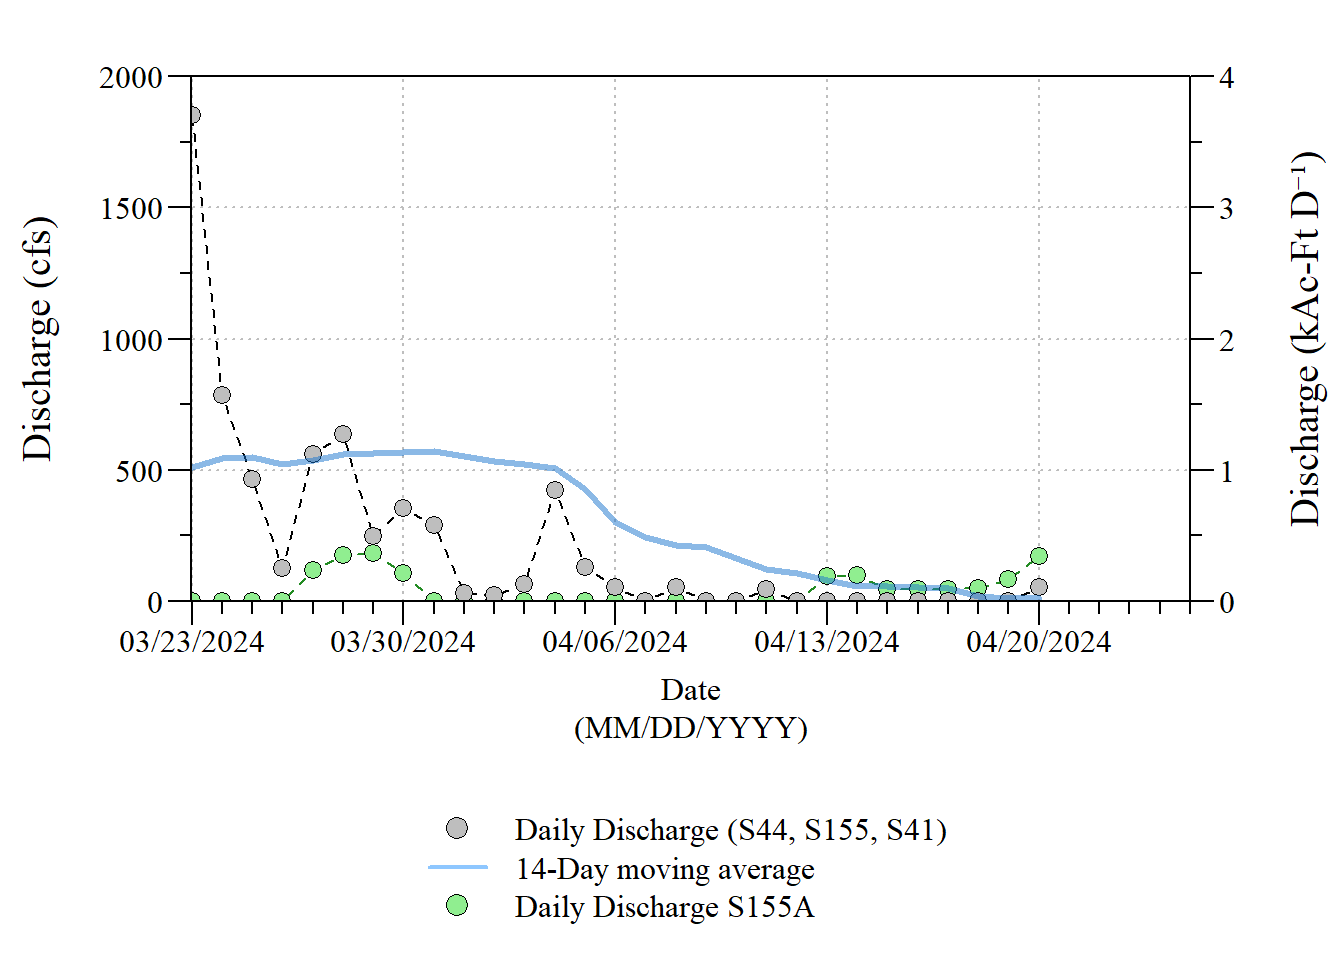 2000
1500
1000
500
0
Discharge (cfs)
4
3
2
1
0
Discharge (kAc-Ft D⁻¹)
03/23/2024
03/30/2024
04/06/2024
04/13/2024
04/20/2024
Date
(MM/DD/YYYY)
Daily Discharge (S44, S155, S41)
14-Day moving average
Daily Discharge S155A